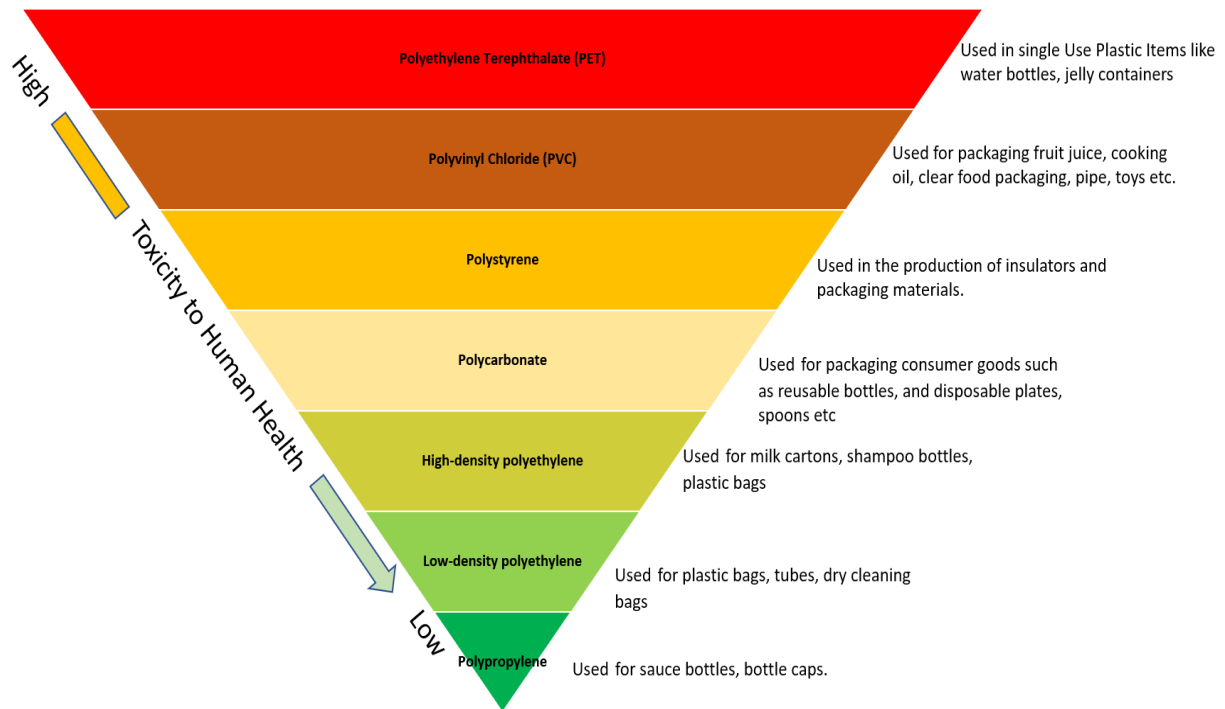 Polyethylene Terephthalate (PET)
Used in single Use Plastic Items like
water bottles, jelly containers
High
Polyvinyl Chloride (PVC)
Used for packaging fruit juice, cooking
oil, clear food packaging, pipe, toys etc.
Toxicity to Human Health
Polystyrene
Used in the production of insulators and
packaging materials.
Polycarbonate
Used for packaging consumer goods such
as reusable bottles, and disposable plates,
spoons etc
High-density polyethylene
Used for milk cartons, shampoo bottles,
plastic bags
Low-density polyethylene
Used for plastic bags, tubes, dry cleaning
bags
Low
Polypropylene
Used for sauce bottles, bottle caps.